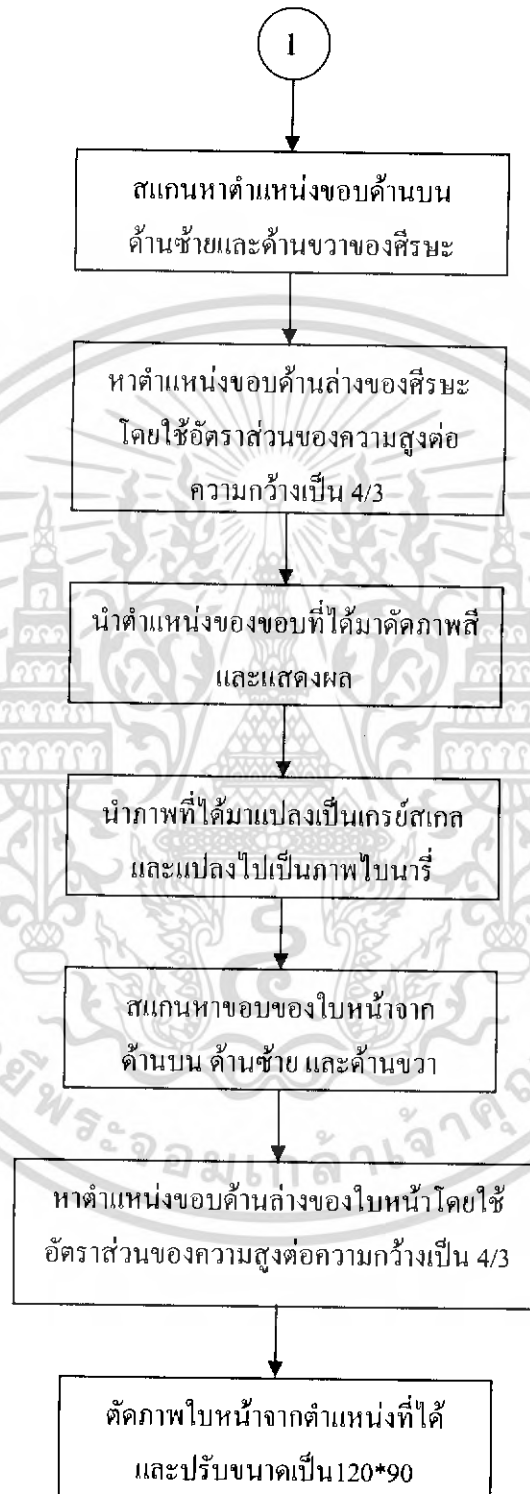 1
สแกนหาตำแหน่งขอบด้านบน
ด้านซ้ายและด้านขวาของศีรษะ
หาตำแหน่งขอบด้านล่างของศีรษะ
โดยใช้อัตราส่วนของความสูงต่อ
ความกว้างเป็น 4/3
นำตำแหน่งของขอบที่ได้มาตัดภาพสี
และแสดงผล
นำภาพที่ได้มาแปลงเป็นเกรย์สเกล
และแปลงไปเป็นภาพไบนารี่
สแกนหาขอบของใบหน้าจาก
ด้านบน ด้านซ้าย และด้านขวา
หาตำแหน่งขอบด้านล่างของใบหน้าโดยใช้
อัตราส่วนของความสูงต่อความกว้างเป็น 4/3
ตัดภาพใบหน้าจากตำแหน่งที่ได้
และปรับขนาดเป็น120*90